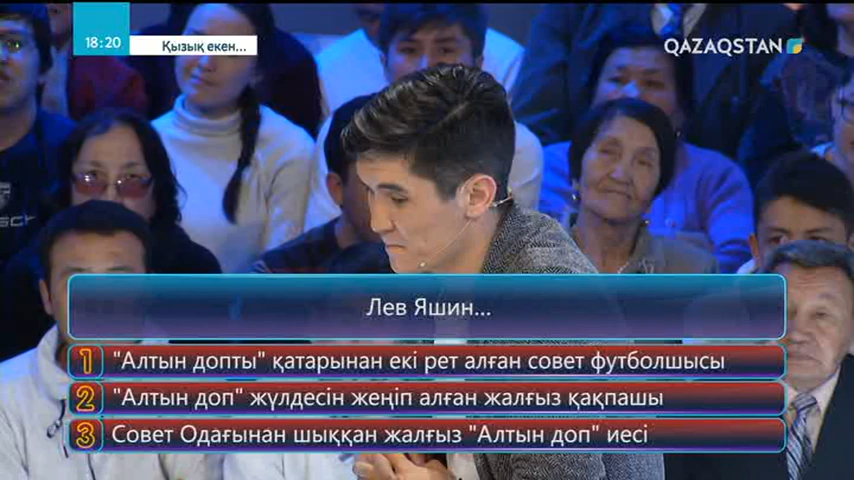 18:20
Қызық екен...
QAZAQSTAN
Лев Яшин...
1 "Алтын допты" қатарынан екі рет алған совет футболшысы
2 "Алтын доп" жүлдесін жеңіп алған жалғыз қақпашы
3 Совет Одағынан шыққан жалғыз "Алтын доп" иесі